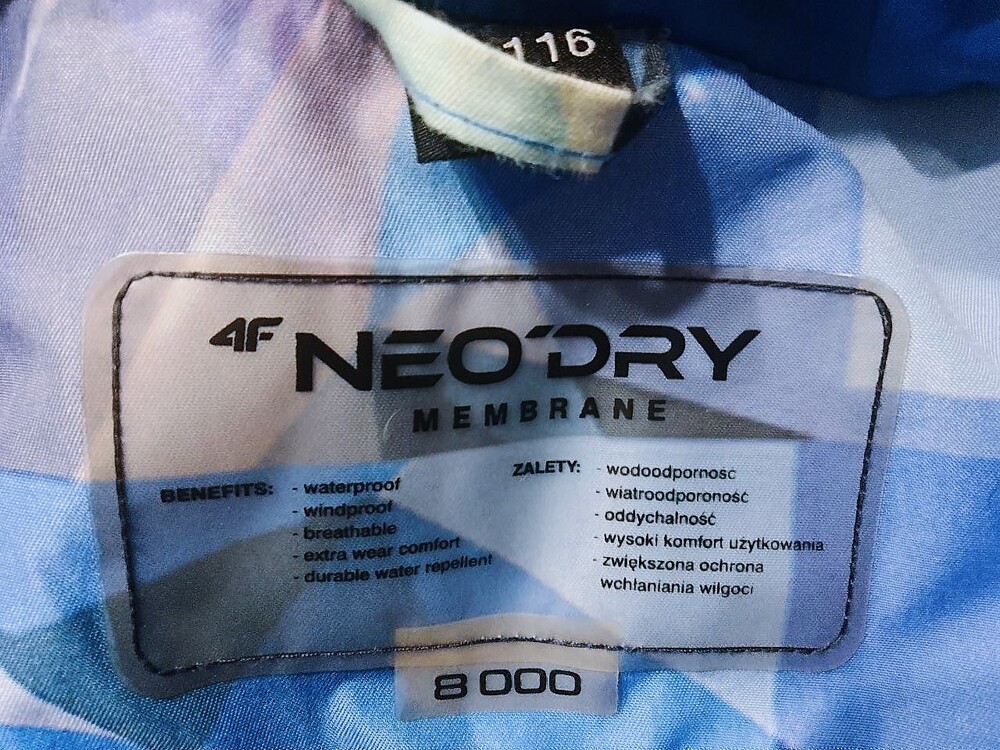 116
4F NEO'DRY
MEMBRANE
BENEFITS:
- waterproof
- windproof
- breathable
- extra wear comfort
- durable water repellent
ZALETY:
- wodoodporność
- wiatroodporoność
- oddychalność
- wysoki komfort użytkowania
- zwiększona ochrona
wchłaniania wilgoci
8 000